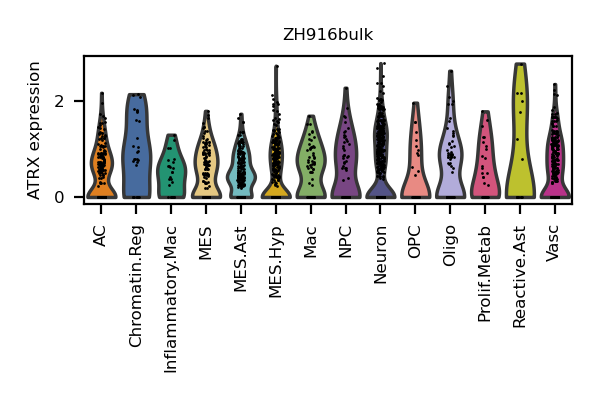 ZH916bulk
ATRX expression
2
0
AC
Chromatin.Reg
Inflammatory.Mac
MES
MES.Ast
MES.Hyp
Mac
NPC
Neuron
OPC
Oligo
Prolif.Metab
Reactive.Ast
Vasc